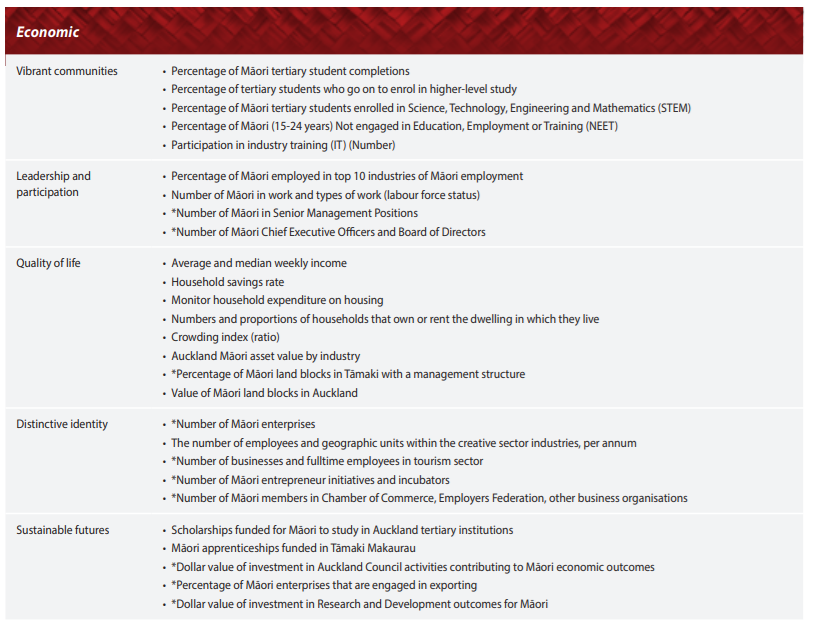 Economic
Vibrant communities
• Percentage of Māori tertiary student completions
• Percentage of tertiary students who go on to enrol in higher-level study
• Percentage of Māori tertiary students enrolled in Science, Technology, Engineering and Mathematics (STEM)
• Percentage of Māori (15-24 years) Not engaged in Education, Employment or Training (NEET)
• Participation in industry training (IT) (Number)
Leadership and
participation
• Percentage of Māori employed in top 10 industries of Māori employment
• Number of Māori in work and types of work (labour force status)
• *Number of Māori in Senior Management Positions
• *Number of Māori Chief Executive Officers and Board of Directors
Quality of life
• Average and median weekly income
• Household savings rate
• Monitor household expenditure on housing
• Numbers and proportions of households that own or rent the dwelling in which they live
• Crowding index (ratio)
• Auckland Māori asset value by industry
• *Percentage of Māori land blocks in Tāmaki with a management structure
• Value of Māori land blocks in Auckland
Distinctive identity
• *Number of Māori enterprises
• The number of employees and geographic units within the creative sector industries, per annum
• *Number of businesses and fulltime employees in tourism sector
• *Number of Māori entrepreneur initiatives and incubators
• *Number of Māori members in Chamber of Commerce, Employers Federation, other business organisations
Sustainable futures
• Scholarships funded for Māori to study in Auckland tertiary institutions
• Māori apprenticeships funded in Tāmaki Makaurau
• *Dollar value of investment in Auckland Council activities contributing to Māori economic outcomes
• *Percentage of Māori enterprises that are engaged in exporting
• *Dollar value of investment in Research and Development outcomes for Māori